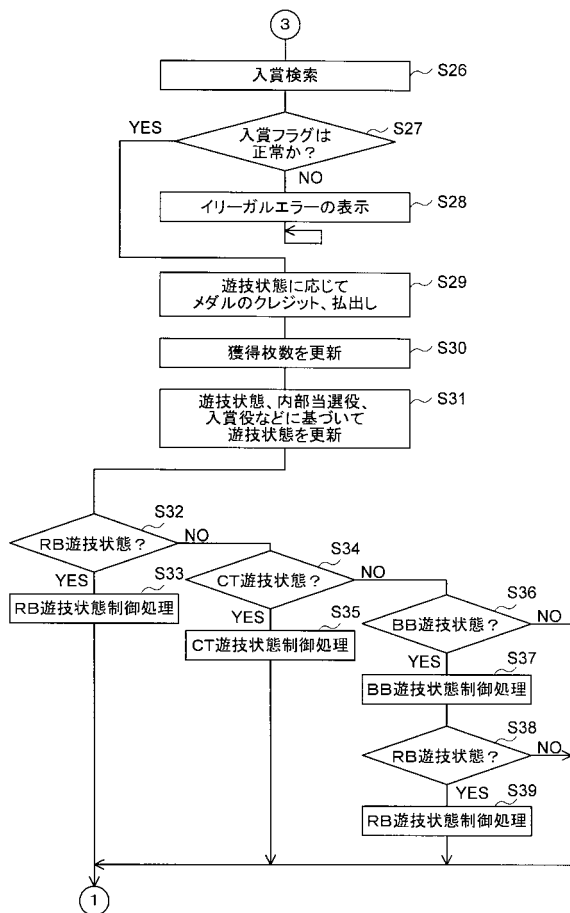 3
入賞検索
S26
入賞フラグは
正常か？
S27
YES
NO
イリーガルエラーの表示
S28
遊技状態に応じて
メダルのクレジット、払出し
S29
獲得枚数を更新
S30
遊技状態、内部当選役、
入賞役などに基づいて
遊技状態を更新
S31
RB遊技状態？
S32
NO
YES
S33
RB遊技状態制御処理
CT遊技状態？
S34
NO
YES
S35
CT遊技状態制御処理
BB遊技状態？
S36
NO
YES
S37
BB遊技状態制御処理
RB遊技状態？
S38
NO
YES
S39
RB遊技状態制御処理
1